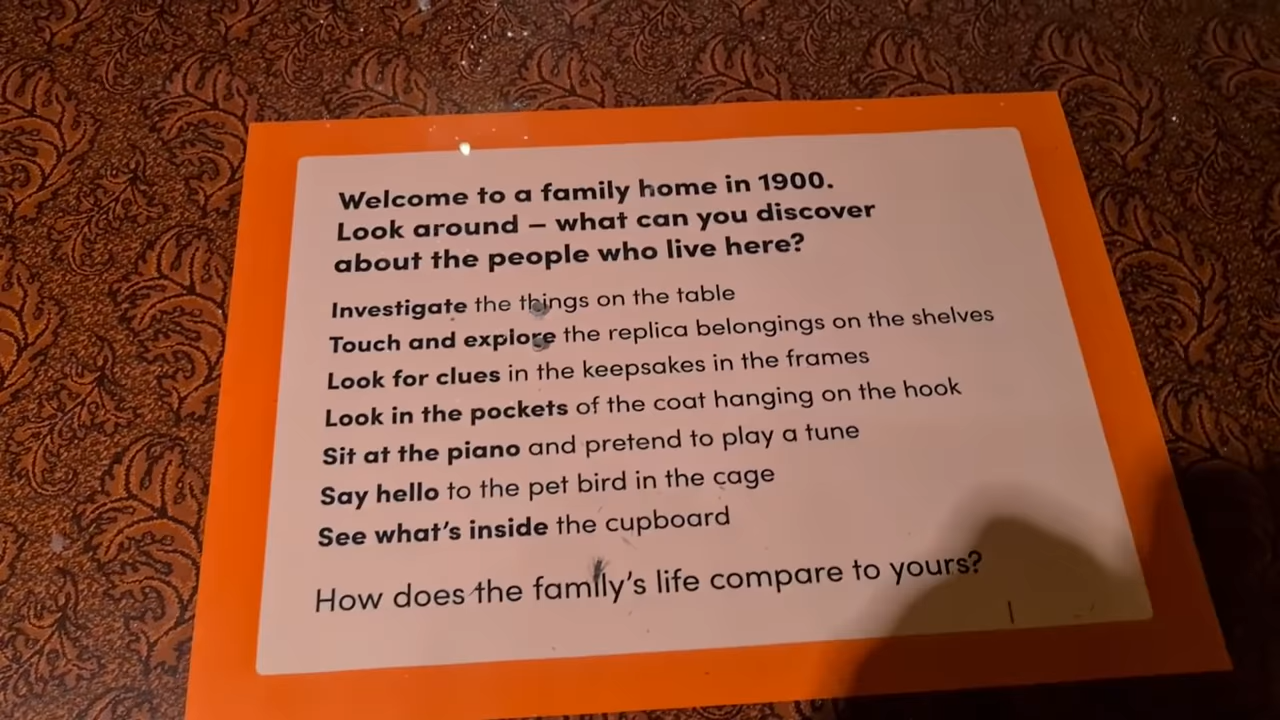 Welcome to a family home in 1900.
Look around – what can you discover
about the people who live here?
Investigate the things on the table
Touch and explore the replica belongings on the shelves
Look for clues in the keepsakes in the frames
Look in the pockets of the coat hanging on the hook
Sit at the piano and pretend to play a tune
Say hello to the pet bird in the cage
See what's inside the cupboard
How does the family's life compare to yours?